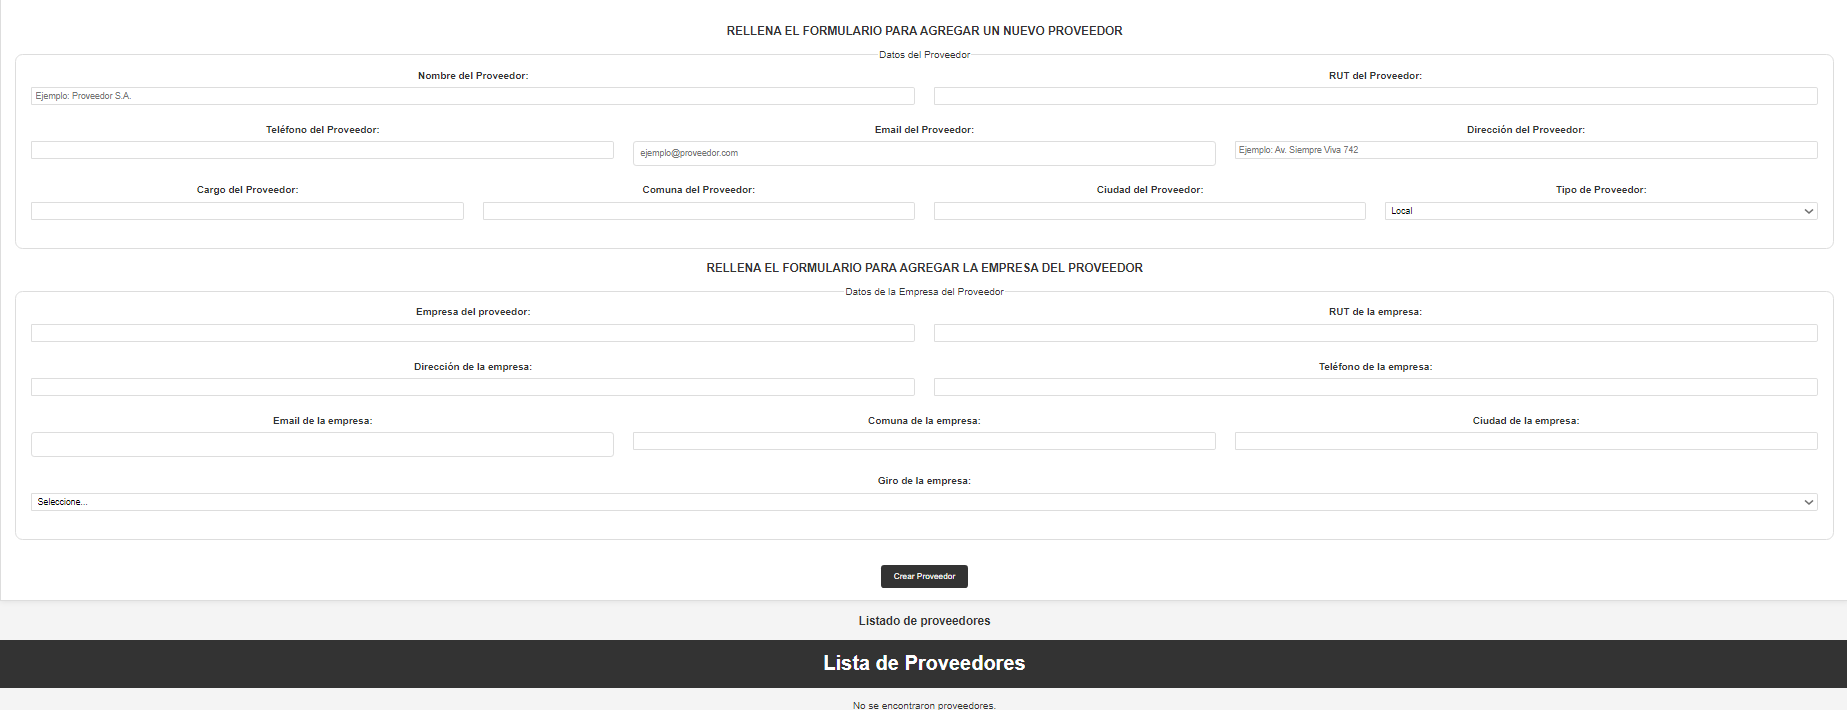 RELLENA EL FORMULARIO PARA AGREGAR UN NUEVO PROVEEDOR
Datos del Proveedor
Nombre del Proveedor: RUT del Proveedor:
Ejemplo: Proveedor S.A.
Teléfono del Proveedor: Email del Proveedor: Dirección del Proveedor:
ejemplo@proveedor.com Ejemplo: Av. Siempre Viva 742
Cargo del Proveedor: Comuna del Proveedor: Ciudad del Proveedor: Tipo de Proveedor:
Local
RELLENA EL FORMULARIO PARA AGREGAR LA EMPRESA DEL PROVEEDOR
Datos de la Empresa del Proveedor
Empresa del proveedor: RUT de la empresa:
Dirección de la empresa: Teléfono de la empresa:
Email de la empresa: Comuna de la empresa: Ciudad de la empresa:
Giro de la empresa:
Seleccione...
Crear Proveedor
Listado de proveedores
Lista de Proveedores
No se encontraron proveedores.